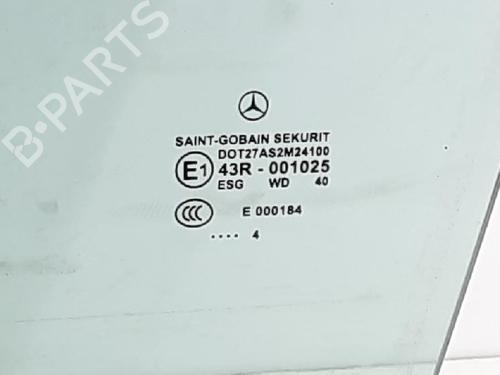 B-PARTS
SAINT-GOBAIN SEKURIT
DOT27AS2M24100
E1 43R - 001025
ESG WD 40
CCC E 000184
.... 4